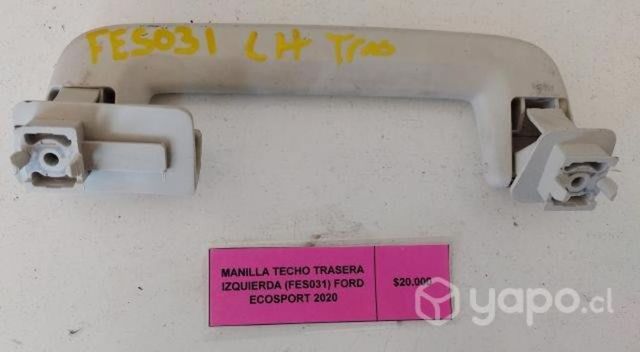 FES031 LH Tras
MANILLA TECHO TRASERA
IZQUIERDA (FES031) FORD
ECOSPORT 2020
$20.000
yapo.cl